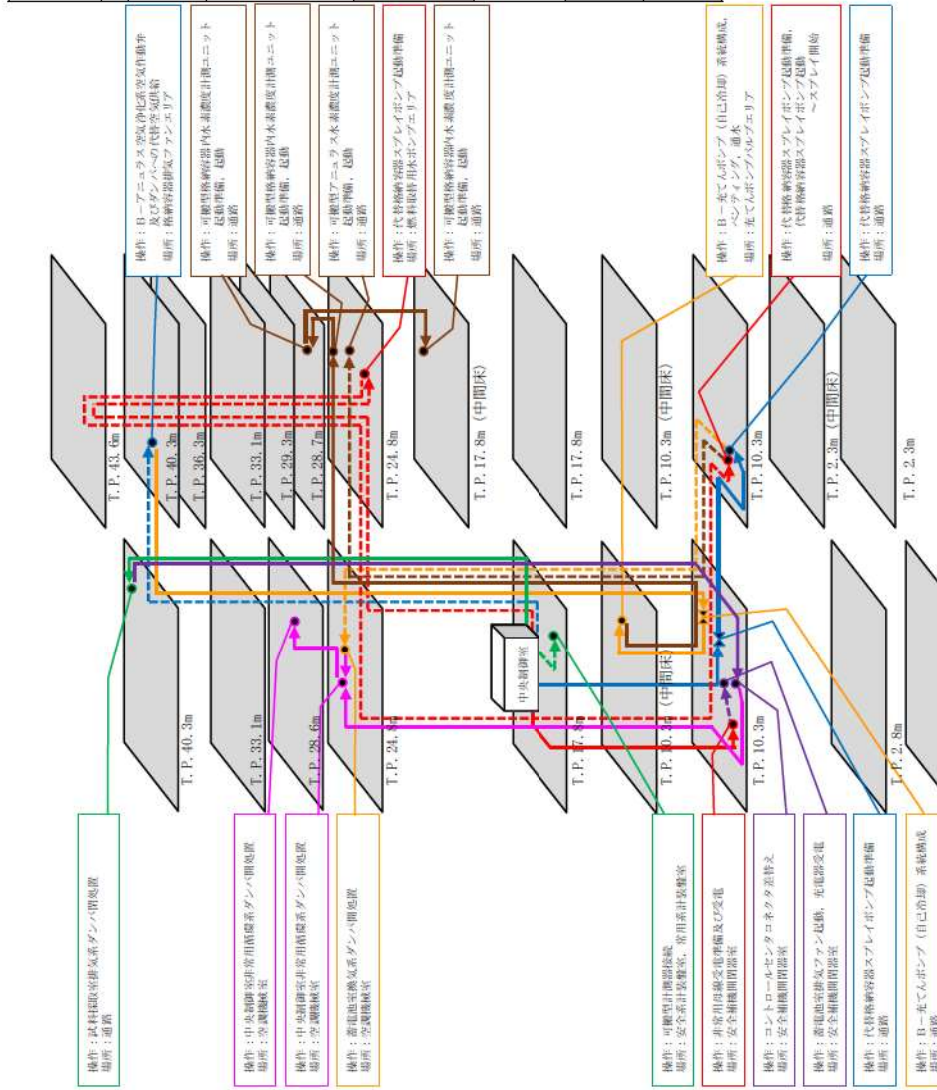 操作：試料採取室排気系ダンパ閉処置
場所：通路
操作：中央制御室非常用循環系ダンパ開処置
場所：空調機械室
操作：中央制御室非常用循環系ダンパ開処置
場所：空調機械室
操作：蓄電池室換気系ダンパ開処置
場所：空調機械室
操作：可搬型計測器接続
場所：安全系計装盤室，常用系計装盤室
操作：非常用母線受電準備及び受電
場所：安全補機開閉器室
操作：コントロールセンタコネクタ差替え
場所：安全補機開閉器室
操作：蓄電池室排気ファン起動，充電器受電
場所：安全補機開閉器室
操作：代替格納容器スプレイポンプ起動準備
場所：通路
操作：B－充てんポンプ（自己冷却）系統構成
場所：通路
T.P. 40.3m
T.P. 33.1m
T.P. 28.6m
T.P. 24.8m
中央制御室
T.P. 17.8m
T.P. 10.3m（中間床）
T.P. 10.3m
T.P. 2.8m
T.P. 43.6m
T.P. 40.3m
T.P. 36.3m
T.P. 33.1m
T.P. 29.3m
T.P. 28.7m
T.P. 24.8m
T.P. 17.8m（中間床）
T.P. 17.8m
T.P. 10.3m（中間床）
T.P. 10.3m
T.P. 2.3m（中間床）
T.P. 2.3m
操作：B－アニュラス空気浄化系空気作動弁
及びダンパへの代替空気供給
場所：格納容器排気ファンエリア
操作：可搬型格納容器内水素濃度計測ユニット
起動準備，起動
場所：通路
操作：可搬型格納容器内水素濃度計測ユニット
起動準備，起動
場所：通路
操作：可搬型アニュラス水素濃度計測ユニット
起動準備，起動
場所：通路
操作：代替格納容器スプレイポンプ起動準備
場所：燃料取替用水ポンプエリア
操作：可搬型格納容器内水素濃度計測ユニット
起動準備，起動
場所：通路
操作：B－充てんポンプ（自己冷却）系統構成，
ベンティング，通水
場所：充てんポンプバルブエリア
操作：代替格納容器スプレイポンプ起動準備，
代替格納容器スプレイポンプ起動
～スプレイ開始
場所：通路
操作：代替格納容器スプレイポンプ起動準備
場所：通路